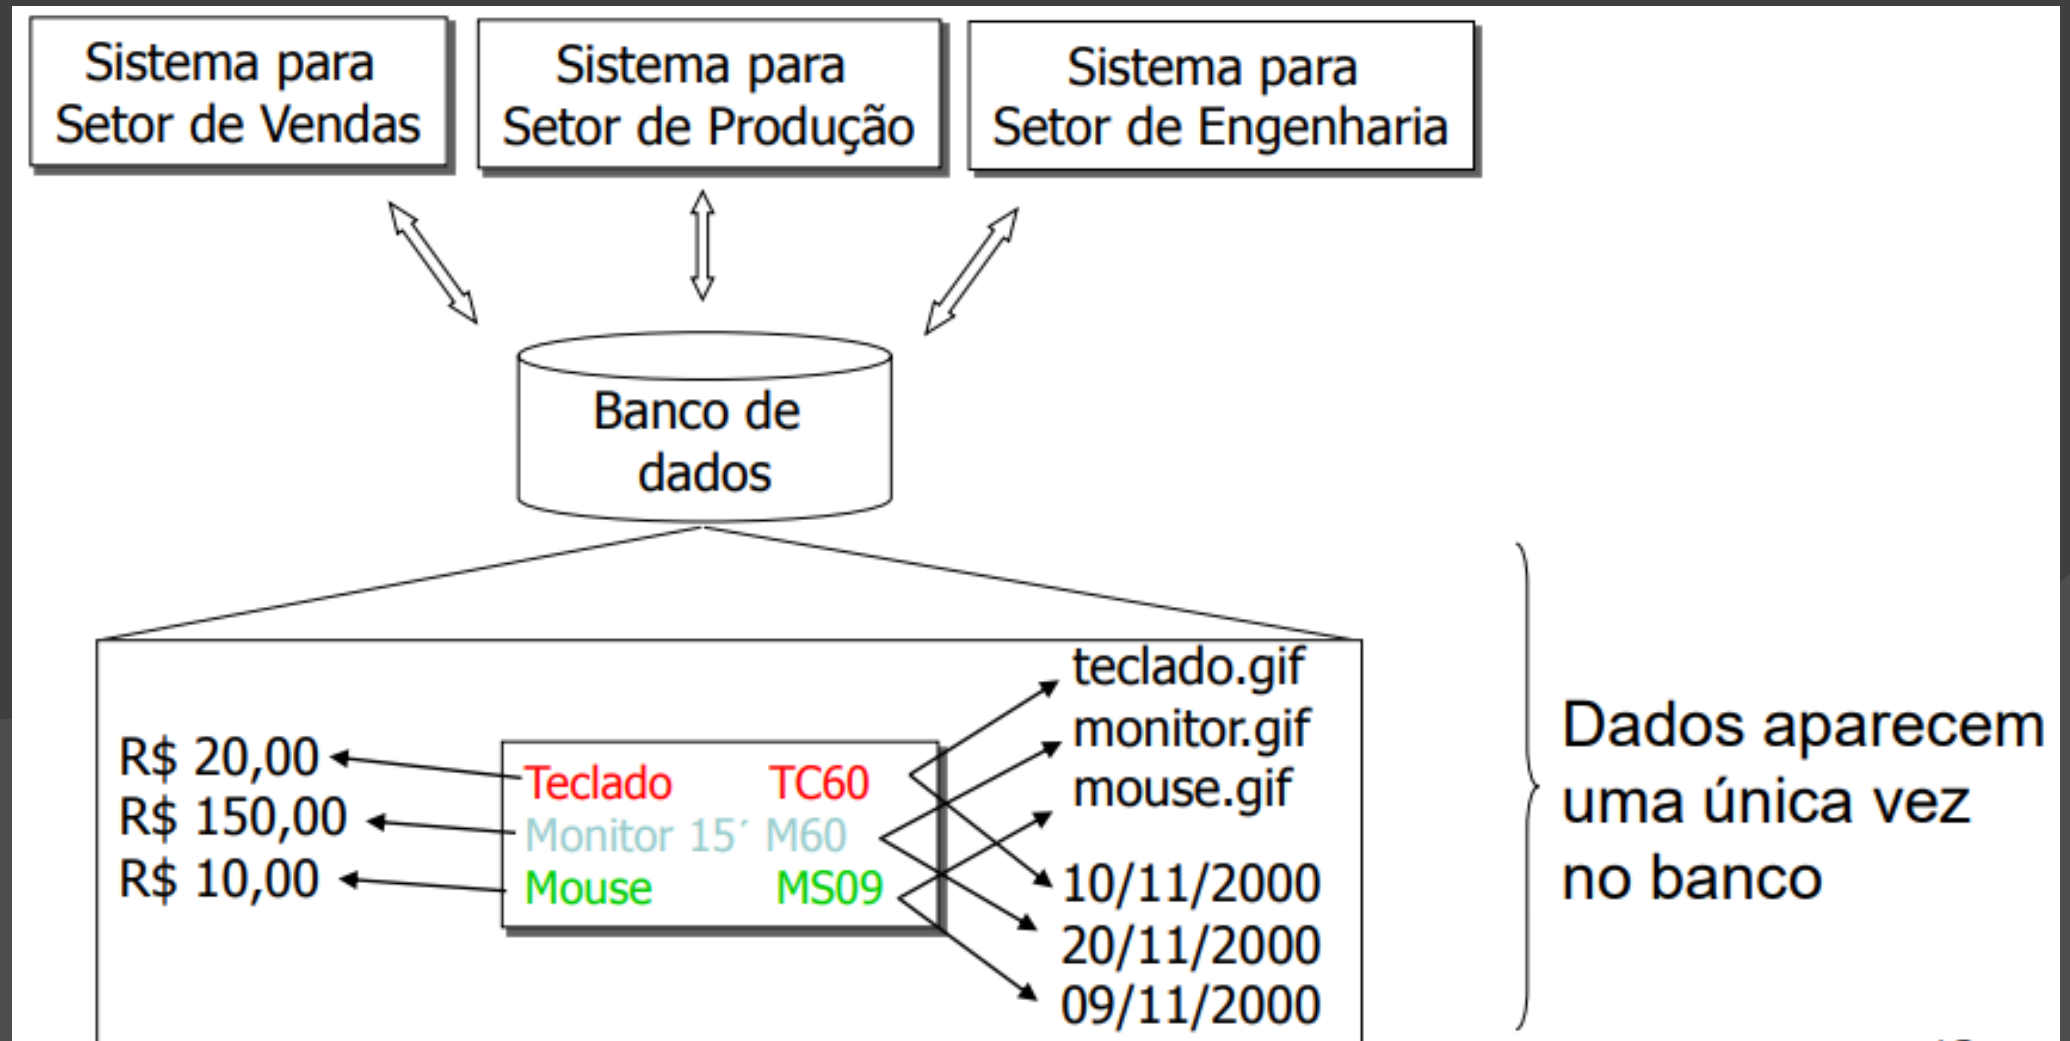 Sistema para
Setor de Vendas
Sistema para
Setor de Produção
Sistema para
Setor de Engenharia
Banco de
dados
R$ 20,00
R$ 150,00
R$ 10,00
Teclado TC60
Monitor 15´ M60
Mouse MS09
teclado.gif
monitor.gif
mouse.gif
10/11/2000
20/11/2000
09/11/2000
Dados aparecem
uma única vez
no banco